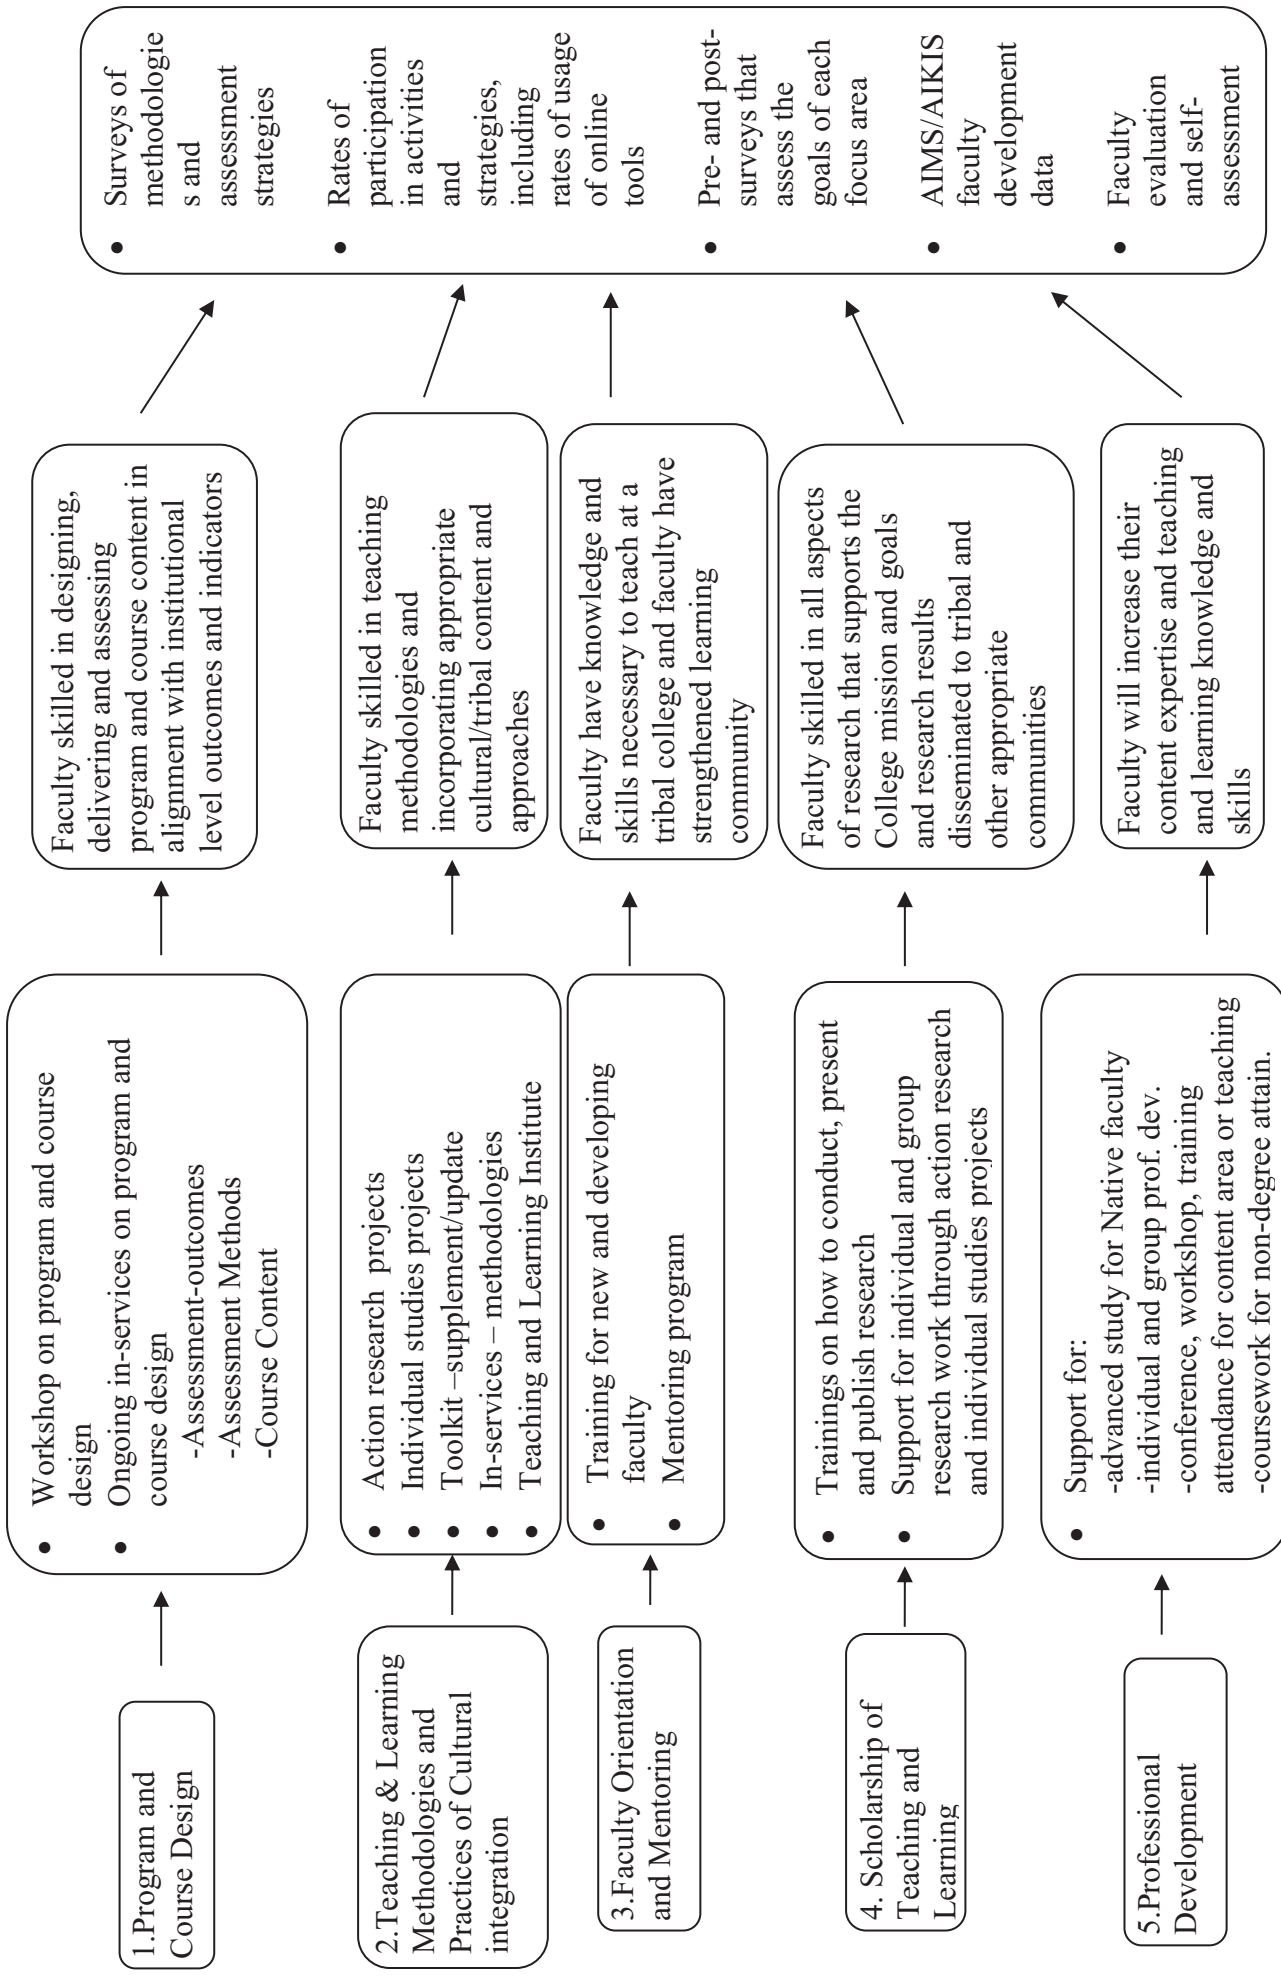 1.Program and
Course Design
• Workshop on program and course
design
• Ongoing in-services on program and
course design
-Assessment-outcomes
-Assessment Methods
-Course Content
Faculty skilled in designing,
delivering and assessing
program and course content in
alignment with institutional
level outcomes and indicators
2.Teaching & Learning
Methodologies and
Practices of Cultural
integration
• Action research projects
• Individual studies projects
• Toolkit –supplement/update
• In-services – methodologies
• Teaching and Learning Institute
Faculty skilled in teaching
methodologies and
incorporating appropriate
cultural/tribal content and
approaches
3.Faculty Orientation
and Mentoring
• Training for new and developing
faculty
• Mentoring program
Faculty have knowledge and
skills necessary to teach at a
tribal college and faculty have
strengthened learning
community
4. Scholarship of
Teaching and
Learning
• Trainings on how to conduct, present
and publish research
• Support for individual and group
research work through action research
and individual studies projects
Faculty skilled in all aspects
of research that supports the
College mission and goals
and research results
disseminated to tribal and
other appropriate
communities
5.Professional
Development
• Support for:
-advanced study for Native faculty
-individual and group prof. dev.
-conference, workshop, training
attendance for content area or teaching
-coursework for non-degree attain.
Faculty will increase their
content expertise and teaching
and learning knowledge and
skills
• Surveys of
methodologie
s and
assessment
strategies
• Rates of
participation
in activities
and
strategies,
including
rates of usage
of online
tools
• Pre- and post-
surveys that
assess the
goals of each
focus area
• AIMS/AIKIS
faculty
development
data
• Faculty
evaluation
and self-
assessment